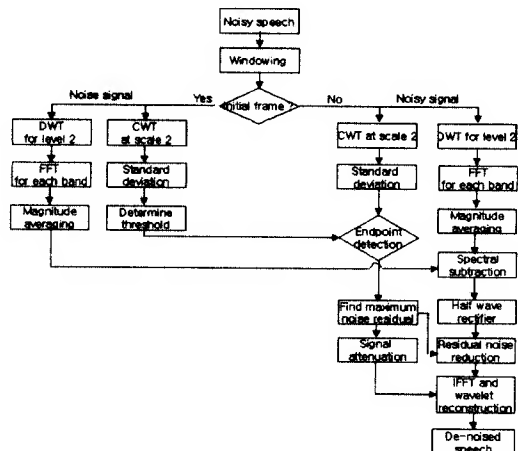 Noisy speech
Windowing
Initial frame ?
Noise signal
Yes
No
Noisy signal
DWT
for level 2
CWT
at scale 2
CWT at scale 2
DWT for level 2
FFT
for each band
Standard
deviation
Standard
deviation
FFT
for each band
Magnitude
averaging
Determine
threshold
Endpoint
detection
Magnitude
averaging
Spectral
subtraction
Find maximum
noise residual
Half wave
rectifier
Signal
attenuation
Residual noise
reduction
IFFT and
wavelet
reconstruction
De-noised
speech